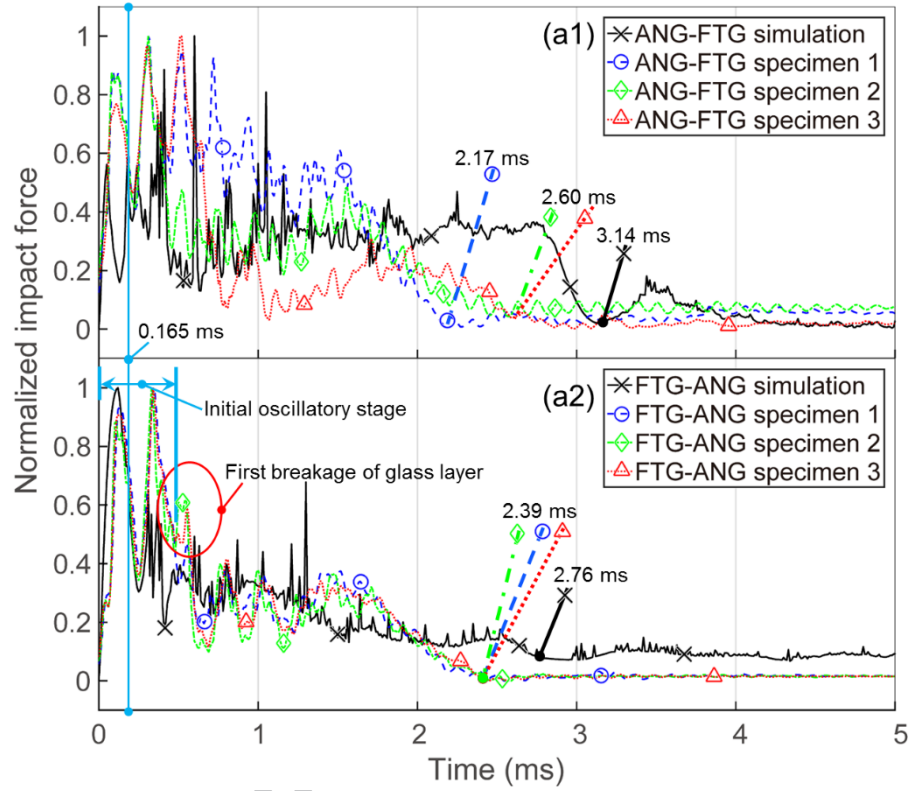 (a1)
ANG-FTG simulation
ANG-FTG specimen 1
ANG-FTG specimen 2
ANG-FTG specimen 3
1
0.8
0.6
0.4
0.2
0
2.17 ms
2.60 ms
3.14 ms
0.165 ms
Normalized impact force
(a2)
FTG-ANG simulation
FTG-ANG specimen 1
FTG-ANG specimen 2
FTG-ANG specimen 3
Initial oscillatory stage
First breakage of glass layer
1
0.8
0.6
0.4
0.2
0
2.39 ms
2.76 ms
0 1 2 3 4 5
Time (ms)